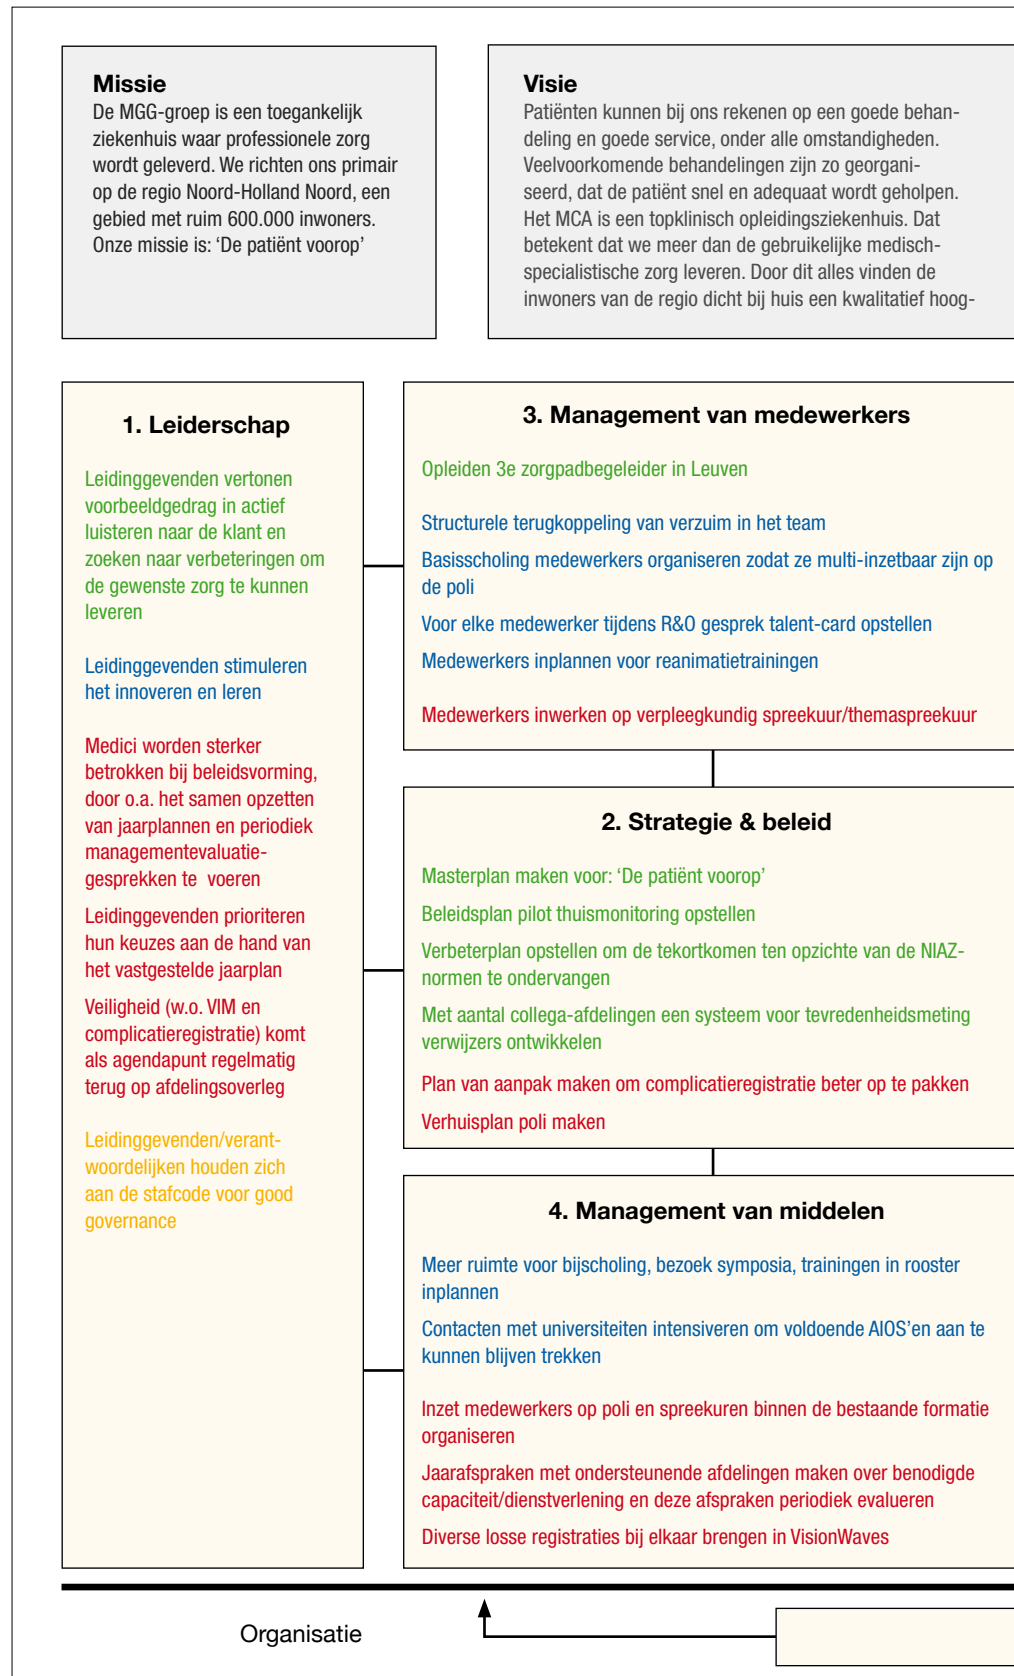 Missie
De MGG-groep is een toegankelijk
ziekenhuis waar professionele zorg
wordt geleverd. We richten ons primair
op de regio Noord-Holland Noord, een
gebied met ruim 600.000 inwoners.
Onze missie is: ‘De patiënt voorop’
Visie
Patiënten kunnen bij ons rekenen op een goede behan-
deling en goede service, onder alle omstandigheden.
Veelvoorkomende behandelingen zijn zo georgani-
seerd, dat de patiënt snel en adequaat wordt geholpen.
Het MCA is een topklinisch opleidingsziekenhuis. Dat
betekent dat we meer dan de gebruikelijke medisch-
specialistische zorg leveren. Door dit alles vinden de
inwoners van de regio dicht bij huis een kwalitatief hoog-
1. Leiderschap
Leidinggevenden vertonen
voorbeeldgedrag in actief
luisteren naar de klant en
zoeken naar verbeteringen om
de gewenste zorg te kunnen
leveren
Leidinggevenden stimuleren
het innoveren en leren
Medici worden sterker
betrokken bij beleidsvorming,
door o.a. het samen opzetten
van jaarplannen en periodiek
managementevaluatie-
gesprekken te voeren
Leidinggevenden prioriteren
hun keuzes aan de hand van
het vastgestelde jaarplan
Veiligheid (w.o. VIM en
complicatieregistratie) komt
als agendapunt regelmatig
terug op afdelingsoverleg
Leidinggevenden/verant-
woordelijken houden zich
aan de stafcode voor good
governance
3. Management van medewerkers
Opleiden 3e zorgpadbegeleider in Leuven
Structurele terugkoppeling van verzuim in het team
Basisscholing medewerkers organiseren zodat ze multi-inzetbaar zijn op
de poli
Voor elke medewerker tijdens R&O gesprek talent-card opstellen
Medewerkers inplannen voor reanimatietrainingen
Medewerkers inwerken op verpleegkundig spreekuur/themaspreekuur
2. Strategie & beleid
Masterplan maken voor: ‘De patiënt voorop’
Beleidsplan pilot thuismonitoring opstellen
Verbeterplan opstellen om de tekortkomen ten opzichte van de NIAZ-
normen te ondervangen
Met aantal collega-afdelingen een systeem voor tevredenheidsmeting
verwijzers ontwikkelen
Plan van aanpak maken om complicatieregistratie beter op te pakken
Verhuisplan poli maken
4. Management van middelen
Meer ruimte voor bijscholing, bezoek symposia, trainingen in rooster
inplannen
Contacten met universiteiten intensiveren om voldoende AIOS’en aan te
kunnen blijven trekken
Inzet medewerkers op poli en spreekuren binnen de bestaande formatie
organiseren
Jaarafspraken met ondersteunende afdelingen maken over benodigde
capaciteit/dienstverlening en deze afspraken periodiek evalueren
Diverse losse registraties bij elkaar brengen in VisionWaves
Organisatie